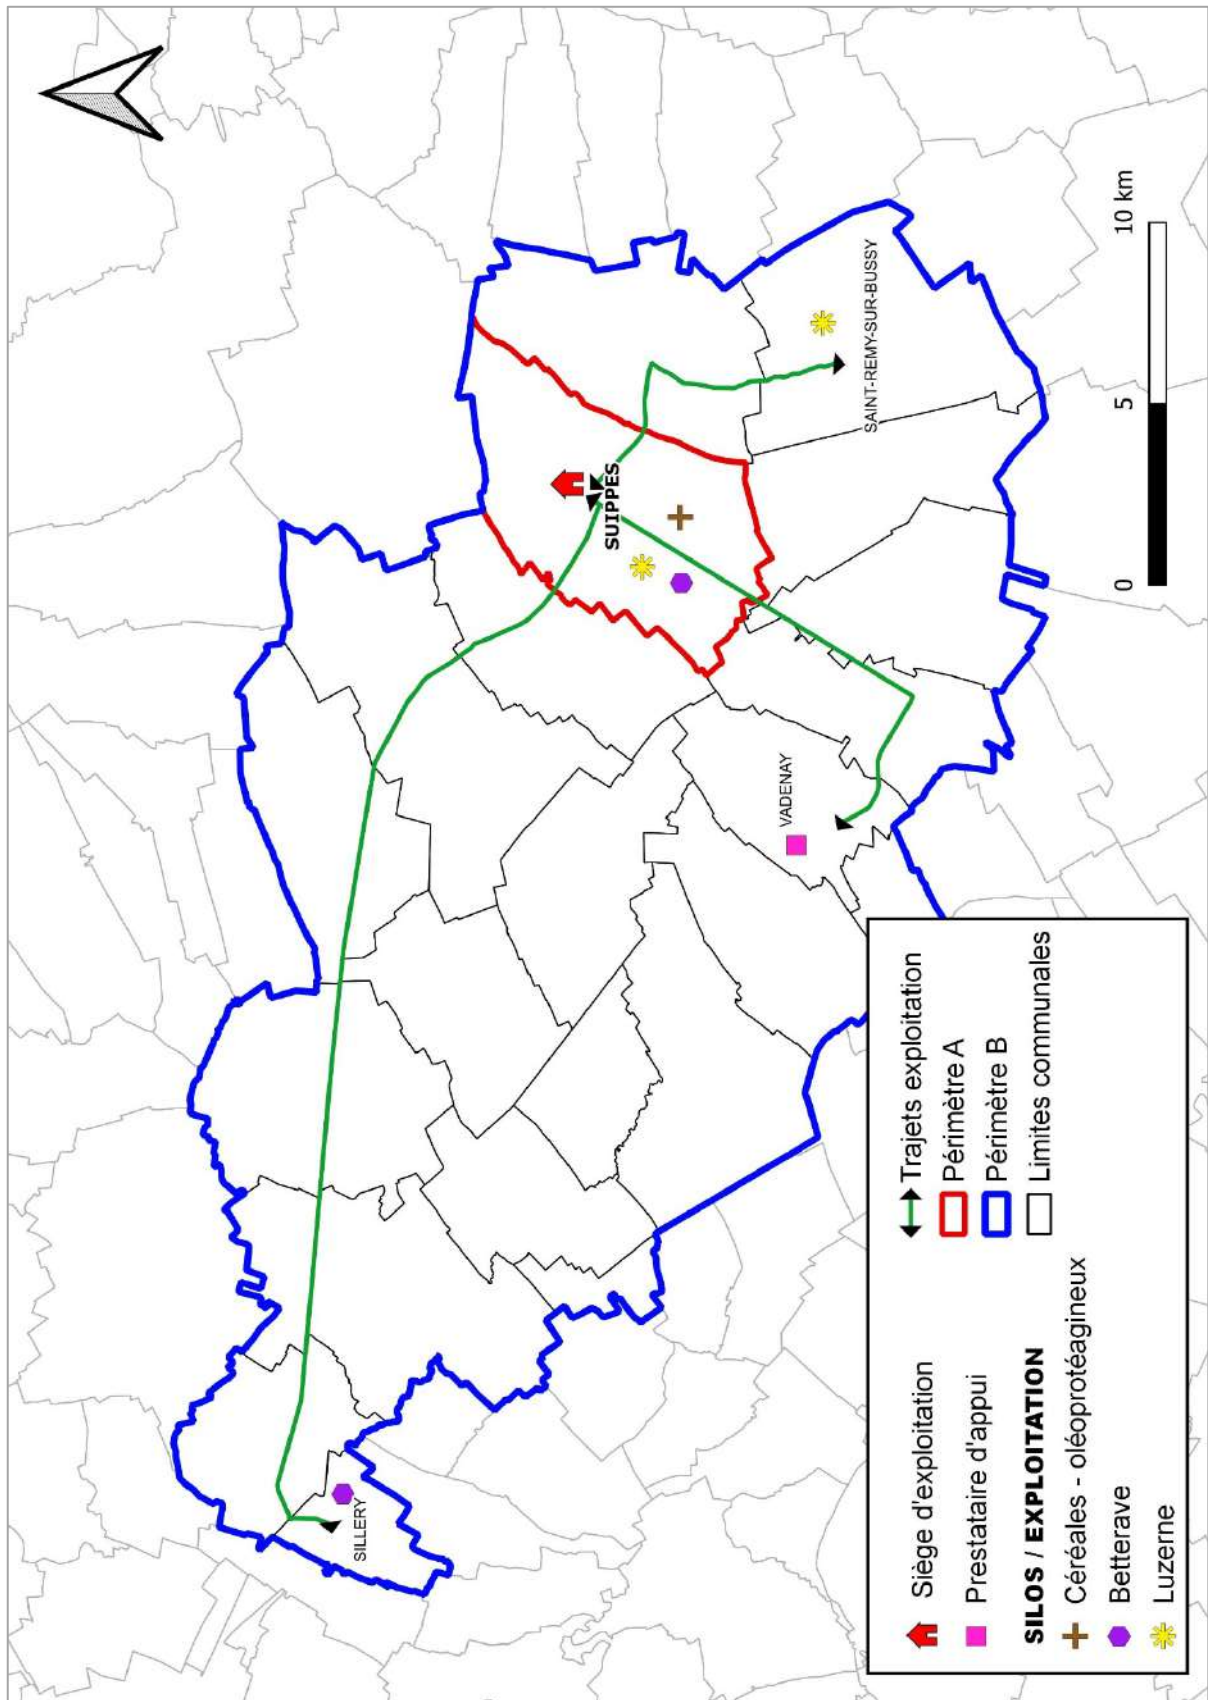 SUIPPES
SAINT-REMY-SUR-BUSSY
VADENAY
SILLERY
0 5 10 km
Siège d'exploitation
Prestataire d'appui
SILOS / EXPLOITATION
Céréales - oléoprotéagineux
Betterave
Luzerne
Trajets exploitation
Périmètre A
Périmètre B
Limites communales